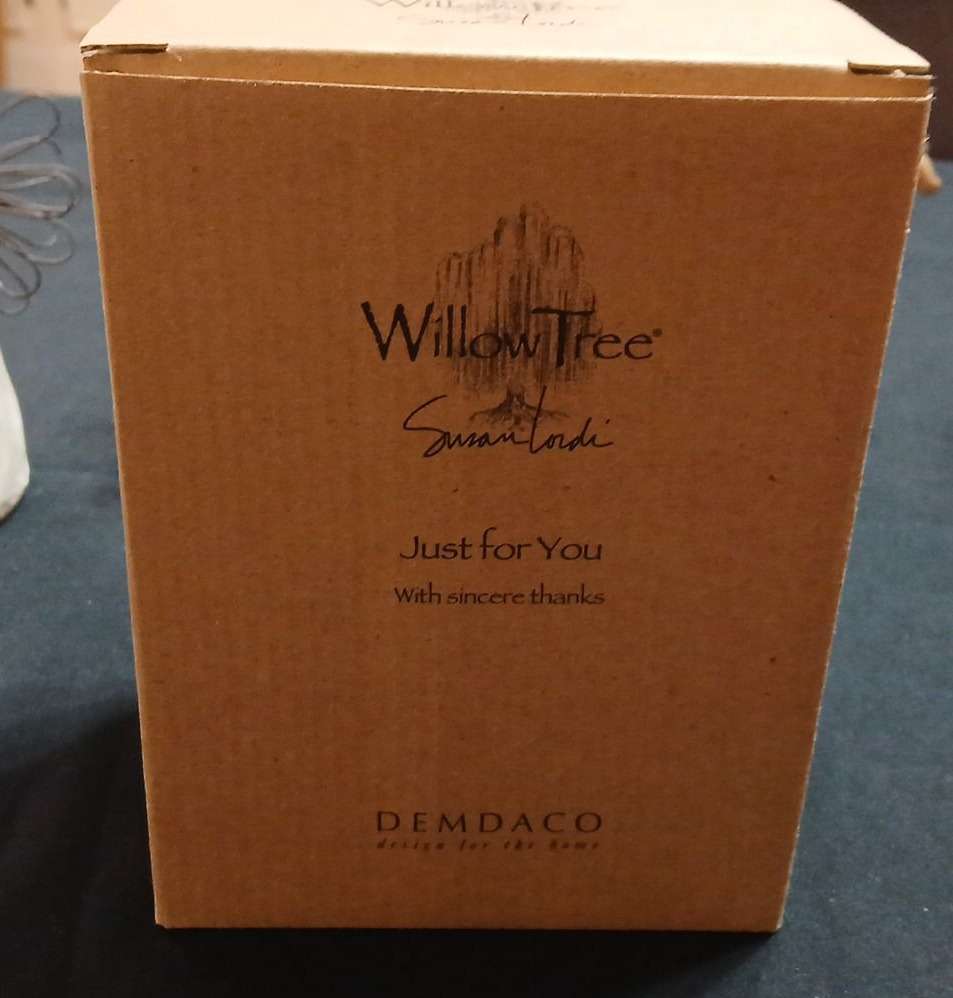 Willow Tree®
Susan Lordi
Just for You
With sincere thanks
DEMDACO
design for the home